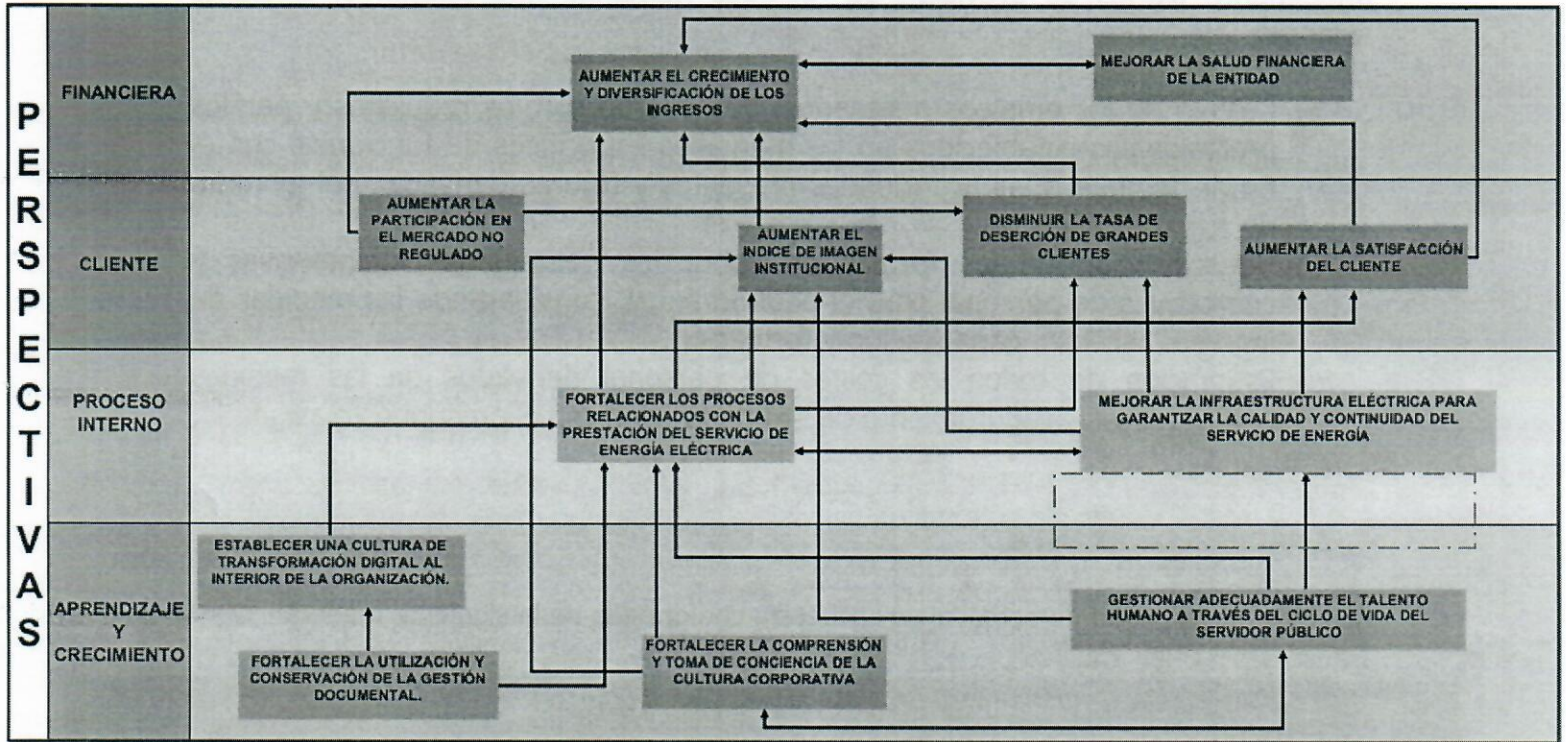 PERSPECTIVAS
FINANCIERA
AUMENTAR EL CRECIMIENTO
Y DIVERSIFICACIÓN DE LOS
INGRESOS
MEJORAR LA SALUD FINANCIERA
DE LA ENTIDAD
CLIENTE
AUMENTAR LA
PARTICIPACIÓN EN
EL MERCADO NO
REGULADO
AUMENTAR EL
INDICE DE IMAGEN
INSTITUCIONAL
DISMINUIR LA TASA DE
DESERCIÓN DE GRANDES
CLIENTES
AUMENTAR LA SATISFACCIÓN
DEL CLIENTE
PROCESO
INTERNO
FORTALECER LOS PROCESOS
RELACIONADOS CON LA
PRESTACIÓN DEL SERVICIO DE
ENERGÍA ELÉCTRICA
MEJORAR LA INFRAESTRUCTURA ELÉCTRICA PARA
GARANTIZAR LA CALIDAD Y CONTINUIDAD DEL
SERVICIO DE ENERGÍA
APRENDIZAJE
Y
CRECIMIENTO
ESTABLECER UNA CULTURA DE
TRANSFORMACIÓN DIGITAL AL
INTERIOR DE LA ORGANIZACIÓN.
FORTALECER LA UTILIZACIÓN Y
CONSERVACIÓN DE LA GESTIÓN
DOCUMENTAL.
FORTALECER LA COMPRENSIÓN
Y TOMA DE CONCIENCIA DE LA
CULTURA CORPORATIVA
GESTIONAR ADECUADAMENTE EL TALENTO
HUMANO A TRAVÉS DEL CICLO DE VIDA DEL
SERVIDOR PÚBLICO